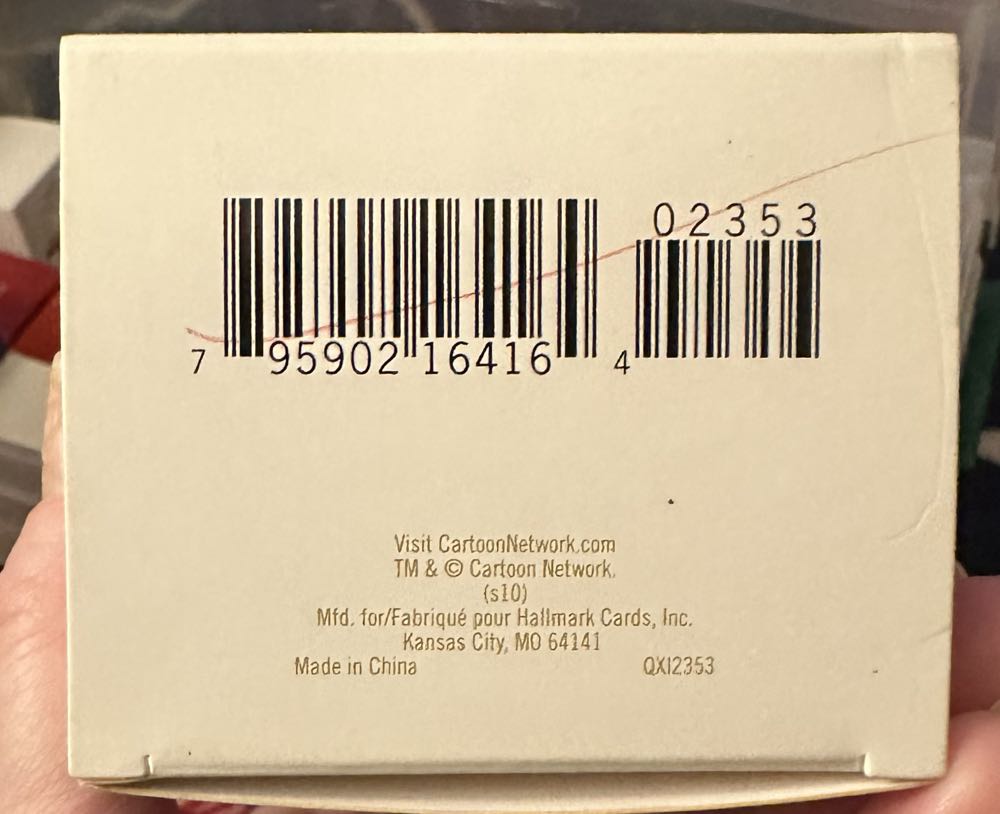 02353
7 95902 16416 4
Visit CartoonNetwork.com
TM & © Cartoon Network.
(s10)
Mfd. for/Fabriqué pour Hallmark Cards, Inc.
Kansas City, MO 64141
Made in China QXI2353